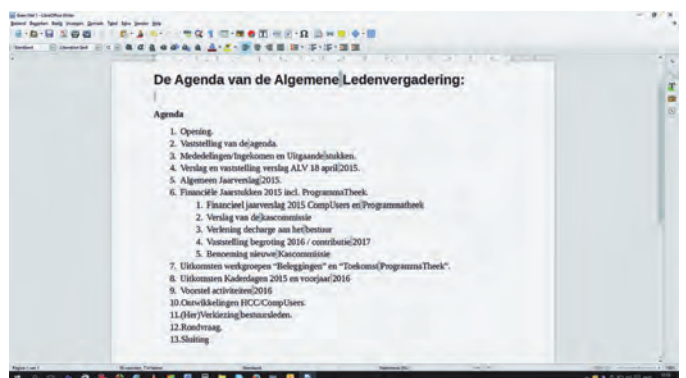 De Agenda van de Algemene Ledenvergadering:
Agenda
1. Opening.
2. Vaststelling van de agenda.
3. Mededelingen/Ingekomen en Uitgaande stukken.
4. Verslag en vaststelling verslag ALV 18 april 2015.
5. Algemeen Jaarverslag 2015.
6. Financiële Jaarstukken 2015 incl. ProgrammaTheek.
1. Financieel jaarverslag 2015 CompUsers en Programmatheek
2. Verslag van de kascommissie
3. Verlening decharge aan het bestuur
4. Vaststelling begroting 2016 / contributie 2017
5. Benoeming nieuwe Kascommissie
7. Uitkomsten werkgroepen “Beleggingen” en “Toekomst ProgrammaTheek”.
8. Uitkomsten Kaderdagen 2015 en voorjaar 2016
9. Voorstel activiteiten 2016
10. Ontwikkelingen HCC/CompUsers.
11. (Her)Verkiezing bestuursleden.
12. Rondvraag.
13. Sluiting